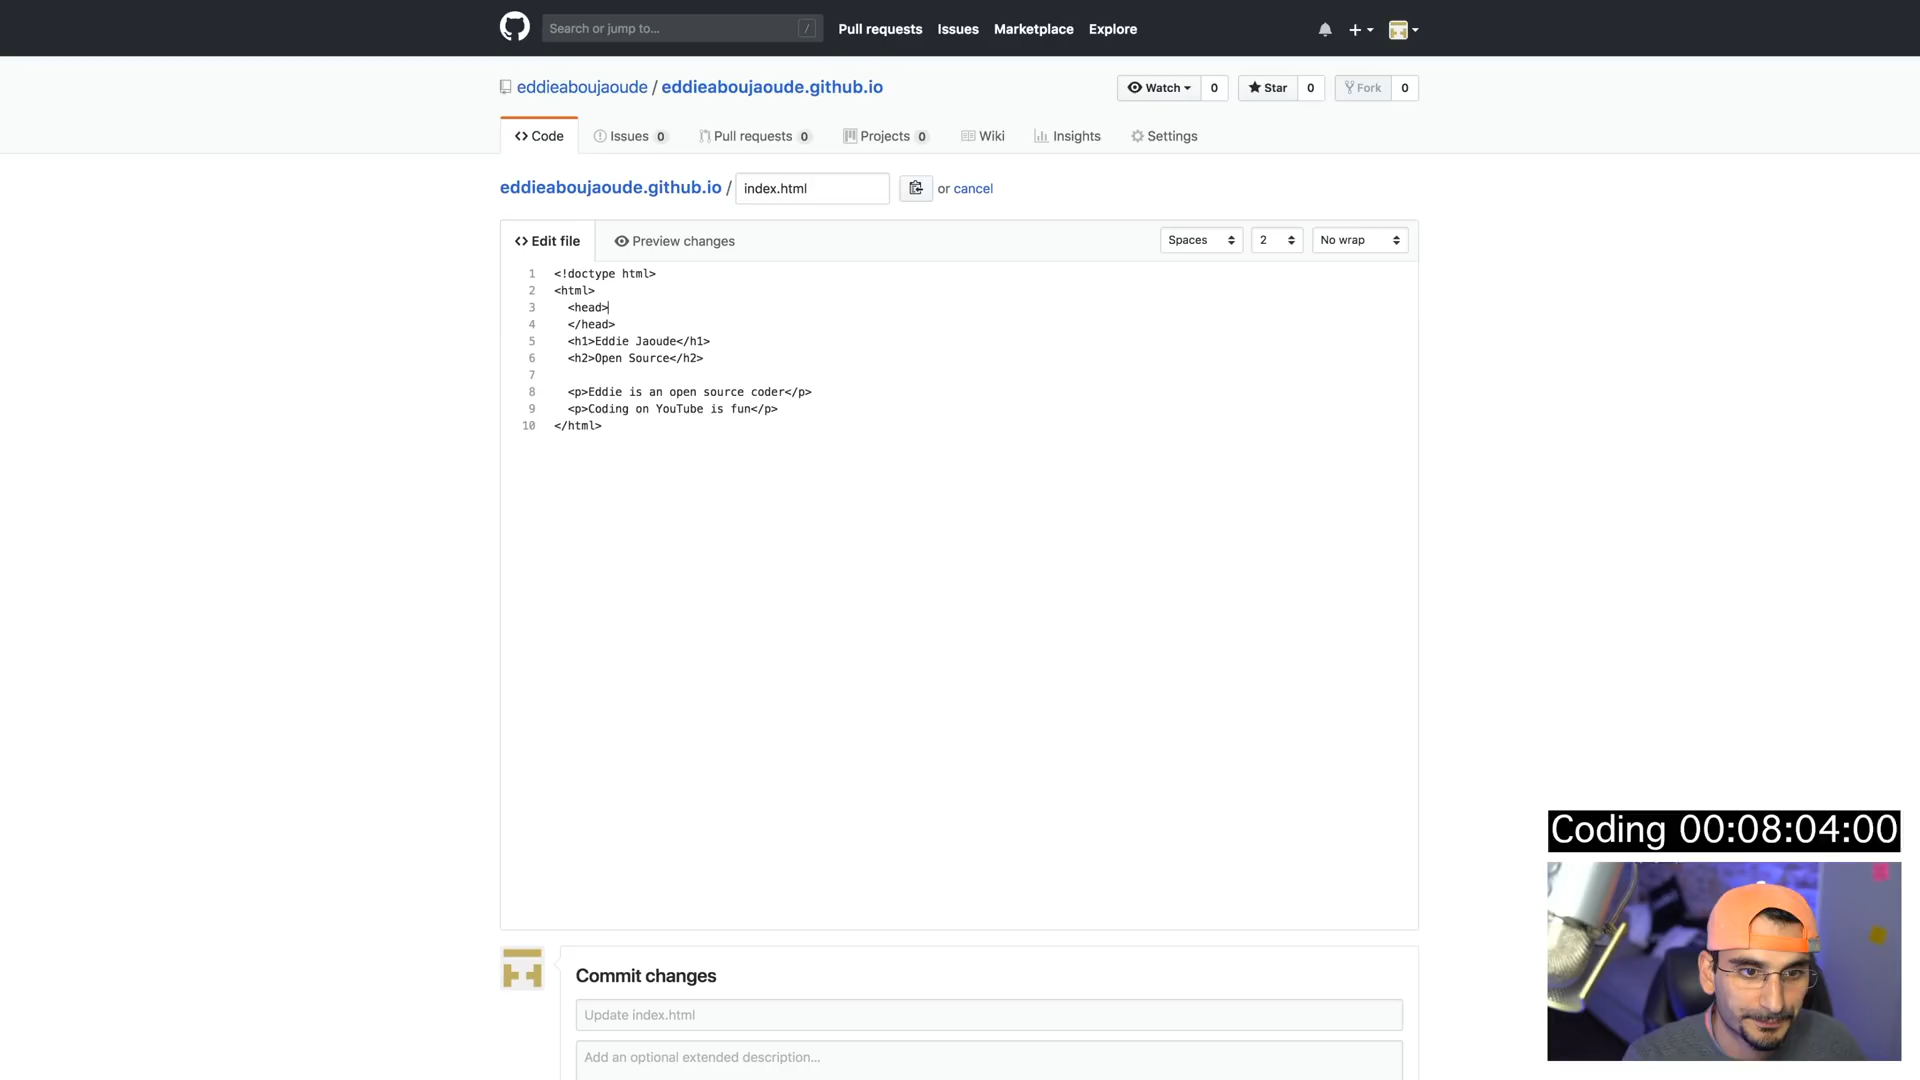 Search or jump to... / Pull requests Issues Marketplace Explore
eddieaboujaoude / eddieaboujaoude.github.io Watch 0 Star 0 Fork 0
Code Issues 0 Pull requests 0 Projects 0 Wiki Insights Settings
eddieaboujaoude.github.io / index.html or cancel
Edit file Preview changes Spaces 2 No wrap
1 <!doctype html>
2 <html>
3 <head>
4 </head>
5 <h1>Eddie Jaoude</h1>
6 <h2>Open Source</h2>
7
8 <p>Eddie is an open source coder</p>
9 <p>Coding on YouTube is fun</p>
10 </html>
Coding 00:08:04:00
Commit changes
Update index.html
Add an optional extended description...